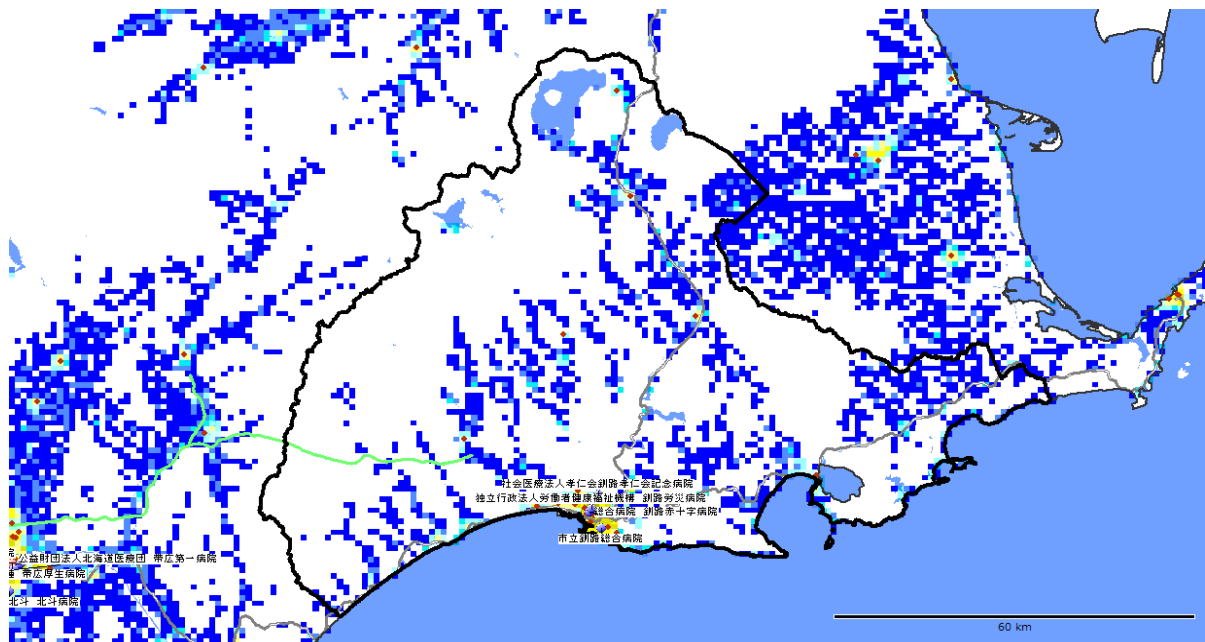 社会医療法人孝仁会釧路孝仁会記念病院
独立行政法人労働者健康福祉機構 釧路労災病院
総合病院 釧路赤十字病院
市立釧路総合病院
院
公益財団法人北海道医療団 帯広第一病院
帯広厚生病院
北斗 北斗病院
60 km